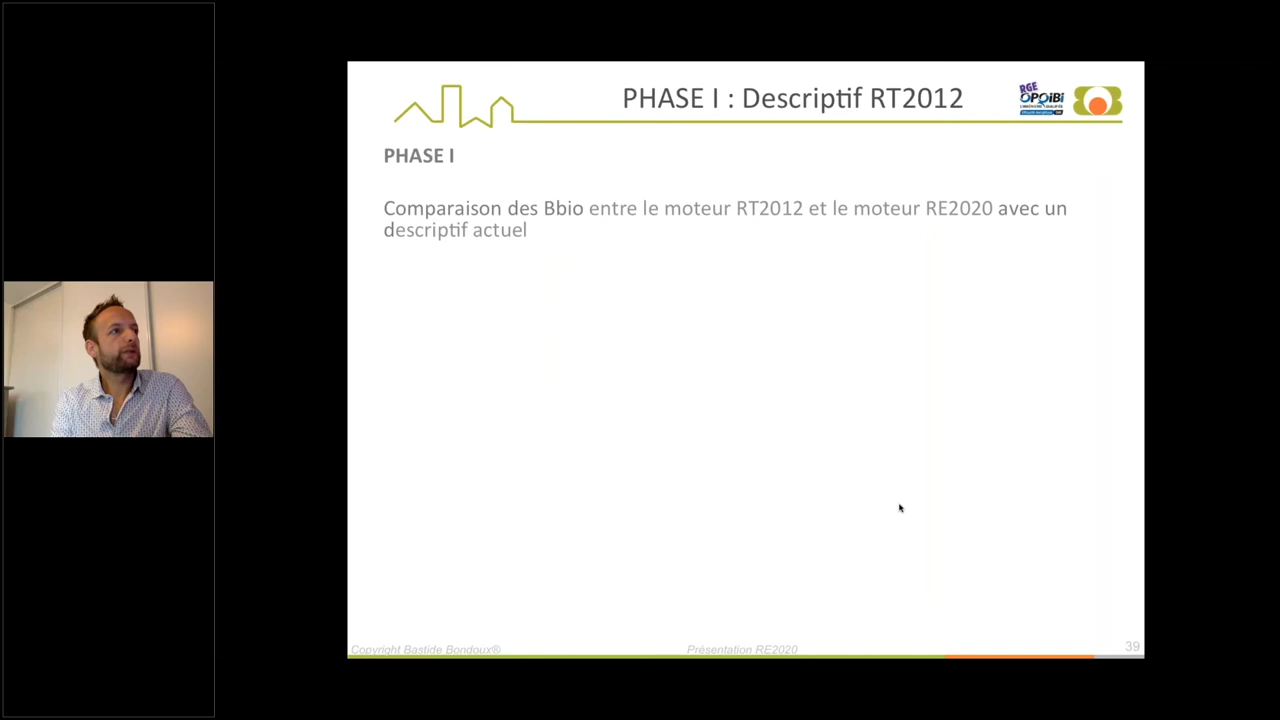 PHASE I : Descriptif RT2012
RGE
OPQIBI
PHASE I
Comparaison des Bbio entre le moteur RT2012 et le moteur RE2020 avec un
descriptif actuel
Copyright Bastide Bondoux®
Présentation RE2020
39